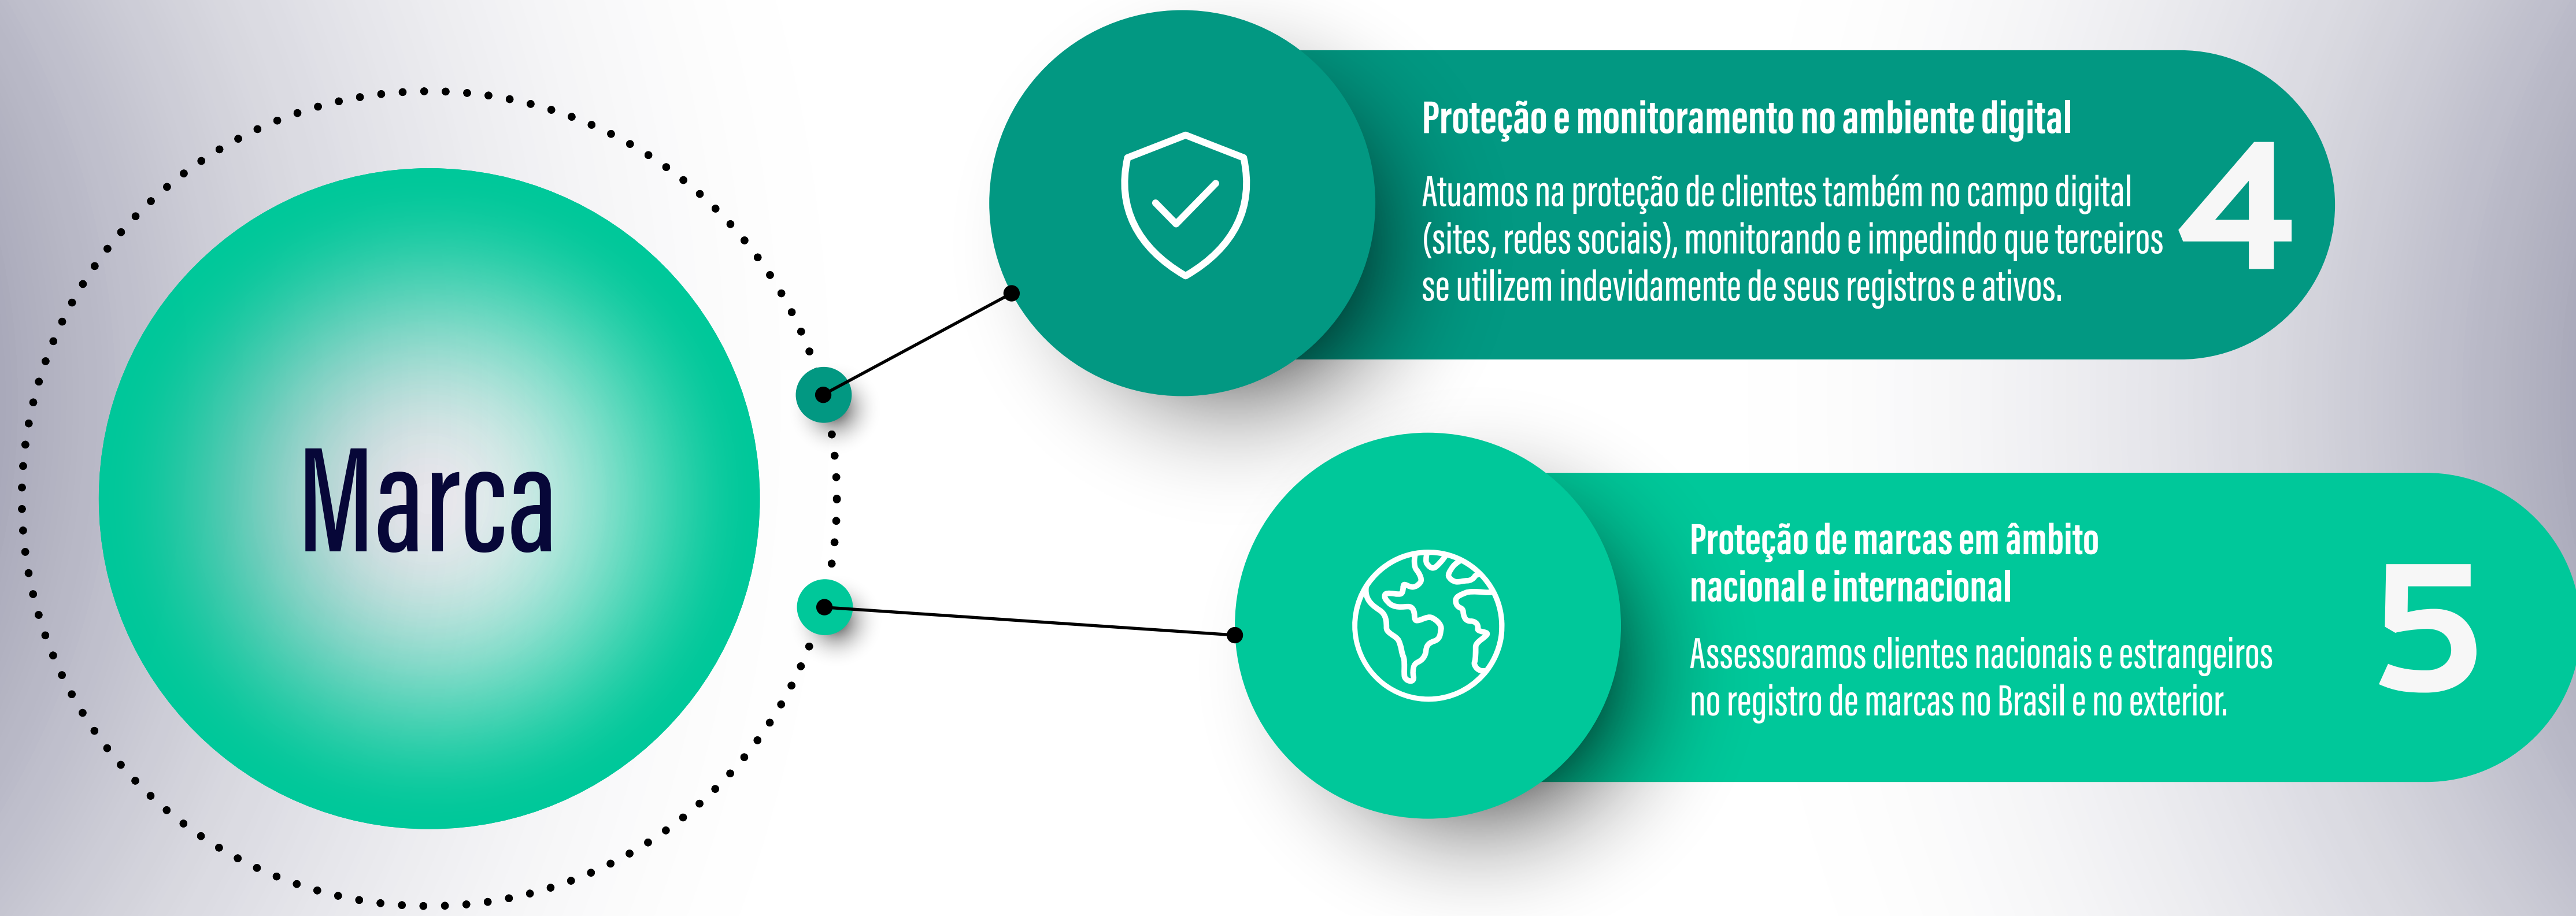 Marca
Proteção e monitoramento no ambiente digital
Atuamos na proteção de clientes também no campo digital
(sites, redes sociais), monitorando e impedindo que terceiros
se utilizem indevidamente de seus registros e ativos.
4
Proteção de marcas em âmbito
nacional e internacional
Assessoramos clientes nacionais e estrangeiros
no registro de marcas no Brasil e no exterior.
5